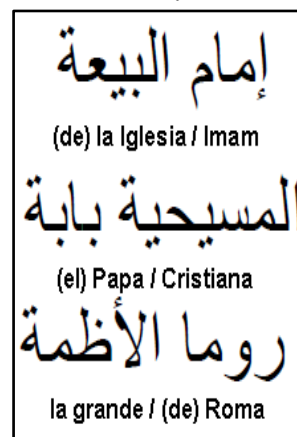 إمام البيعة
(de) la Iglesia / Imam
المسيحية بابة
(el) Papa / Cristiana
روما الأظمة
la grande / (de) Roma